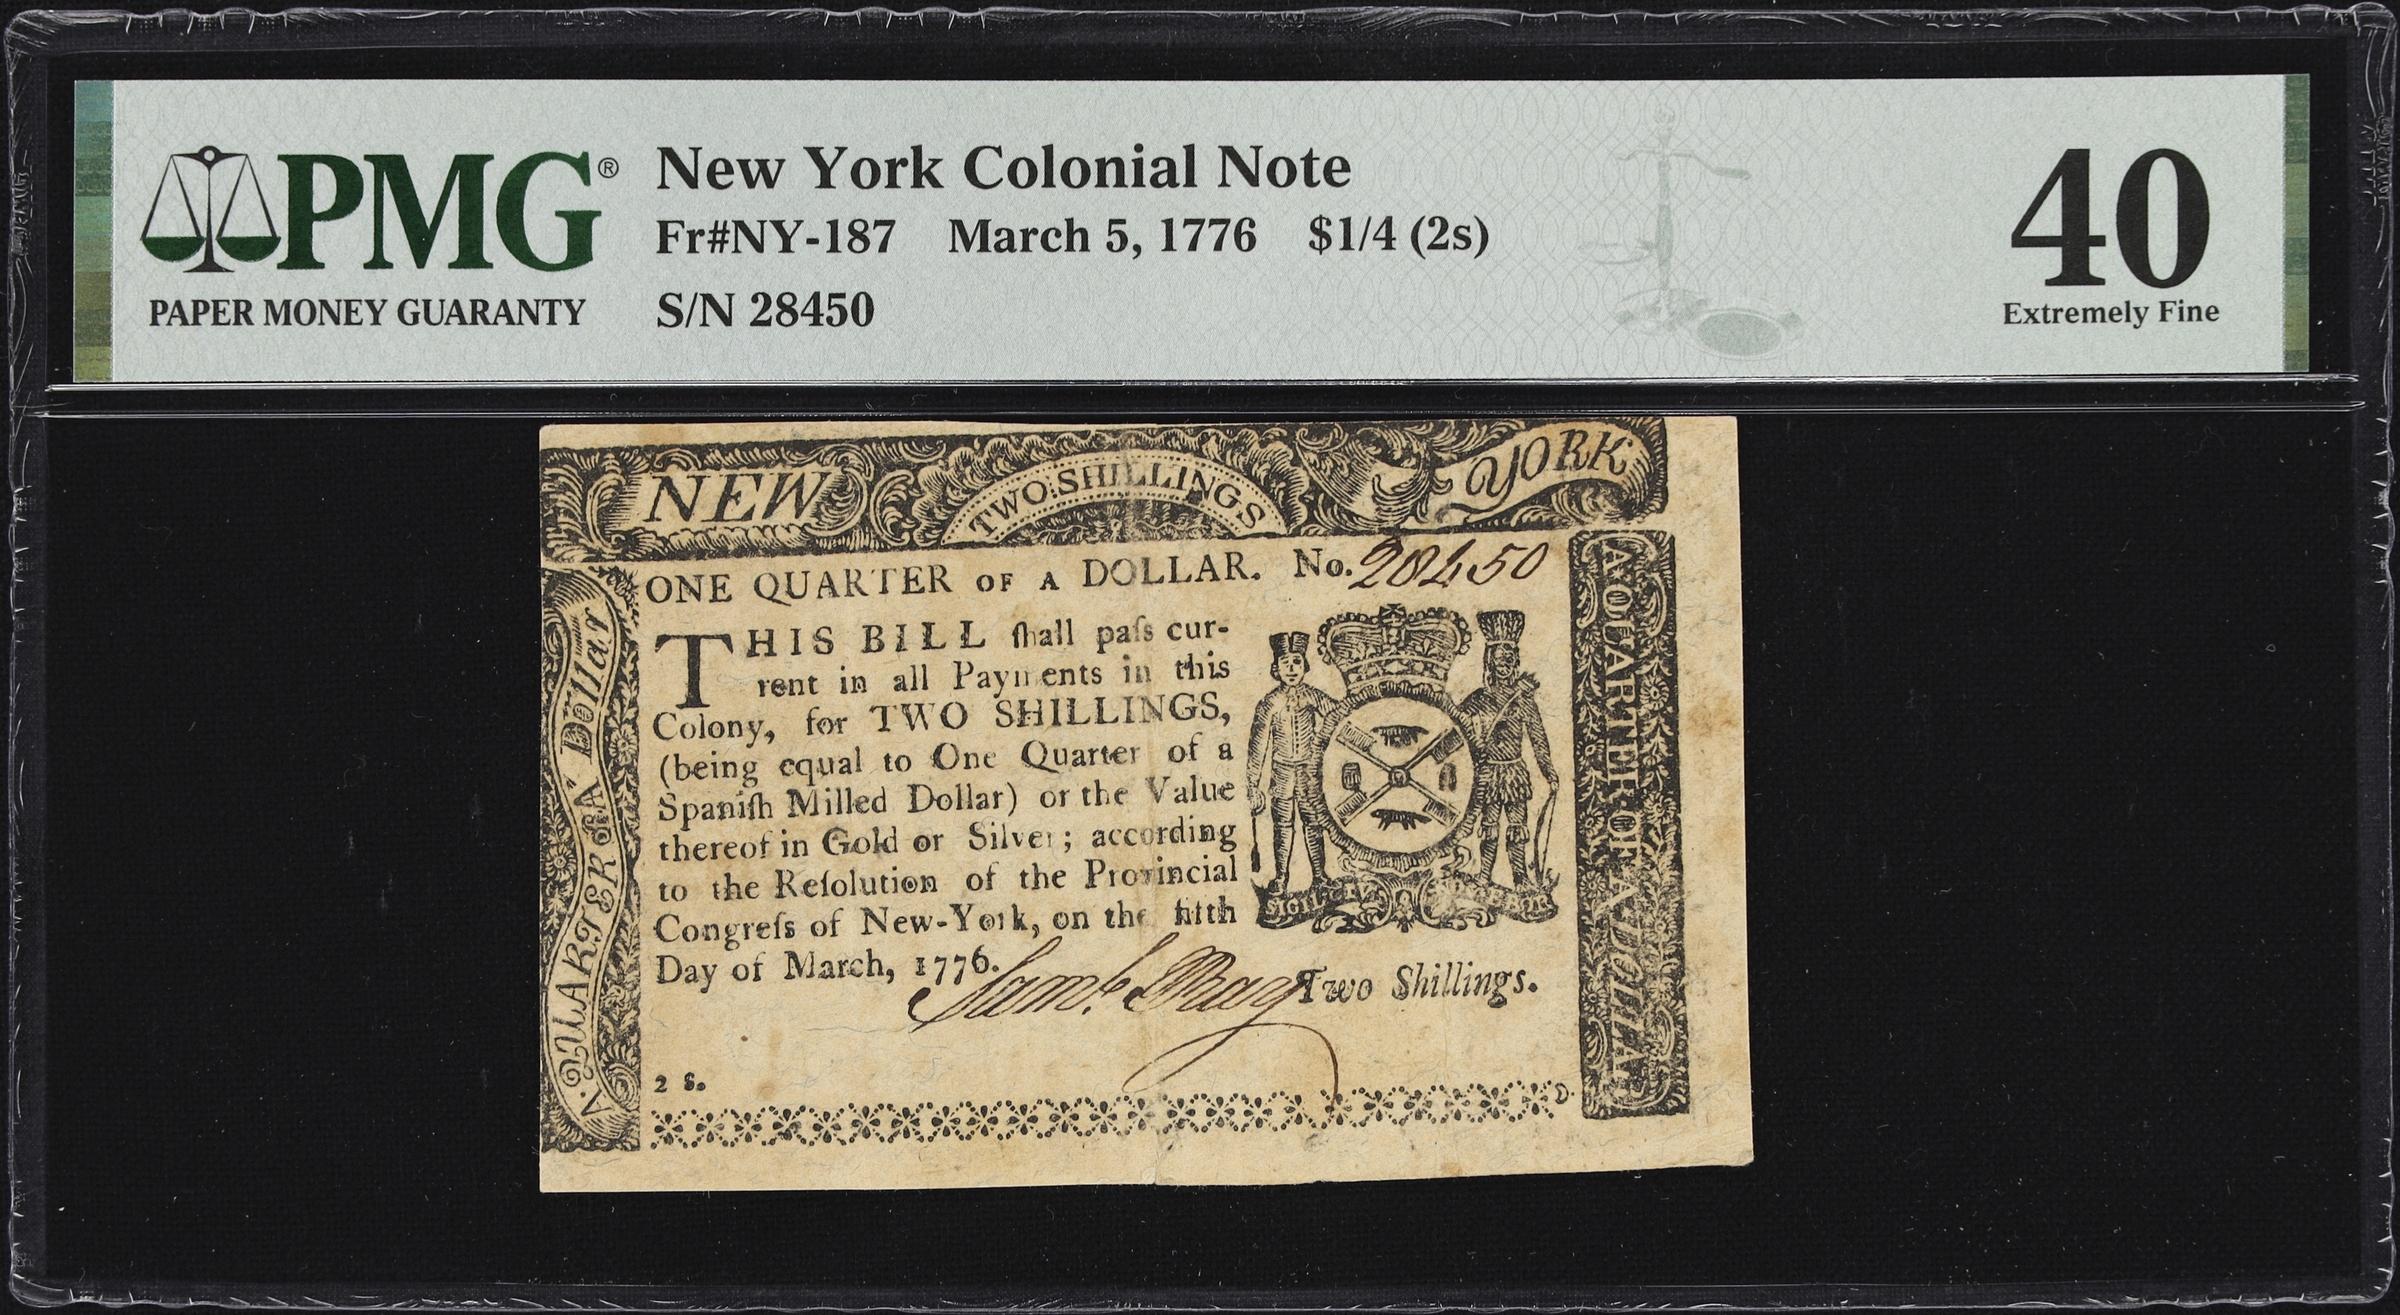 PMG®
PAPER MONEY GUARANTY
New York Colonial Note
Fr#NY-187 March 5, 1776 $1/4 (2s)
S/N 28450
40
Extremely Fine
NEW
TWO SHILLINGS
YORK
ONE QUARTER OF A DOLLAR. No. 28450
THIS BILL ſhall paſs cur-
rent in all Payments in this
Colony, for TWO SHILLINGS,
(being equal to One Quarter of a
Spaniſh Milled Dollar) or the Value
thereof in Gold or Silver; according
to the Reſolution of the Provincial
Congreſs of New-York, on the fifth
Day of March, 1776.
Two Shillings.
2 S.
A QUARTER of A Dollar
A QUARTER OF A DOLLAR